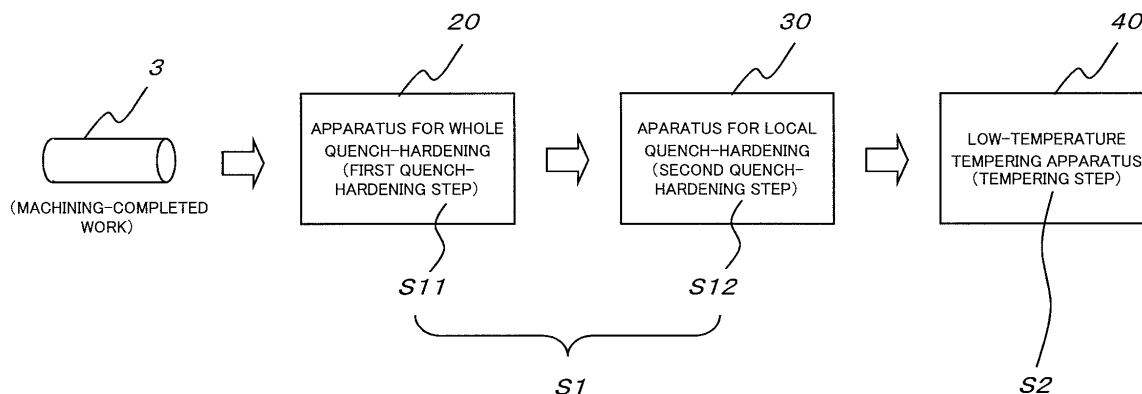 20
30
40
3
APPARATUS FOR WHOLE
QUENCH-HARDENING
(FIRST QUENCH-
HARDENING STEP)
APARATUS FOR LOCAL
QUENCH-HARDENING
(SECOND QUENCH-
HARDENING STEP)
LOW-TEMPERATURE
TEMPERING APPARATUS
(TEMPERING STEP)
(MACHINING-COMPLETED
WORK)
S11
S12
S1
S2